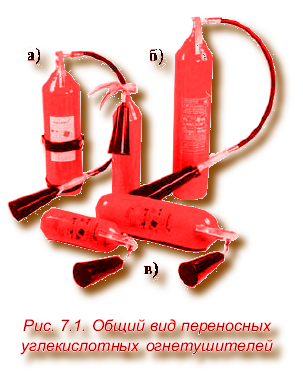 а)
б)
в)
Рис. 7.1. Общий вид переносных
углекислотных огнетушителей